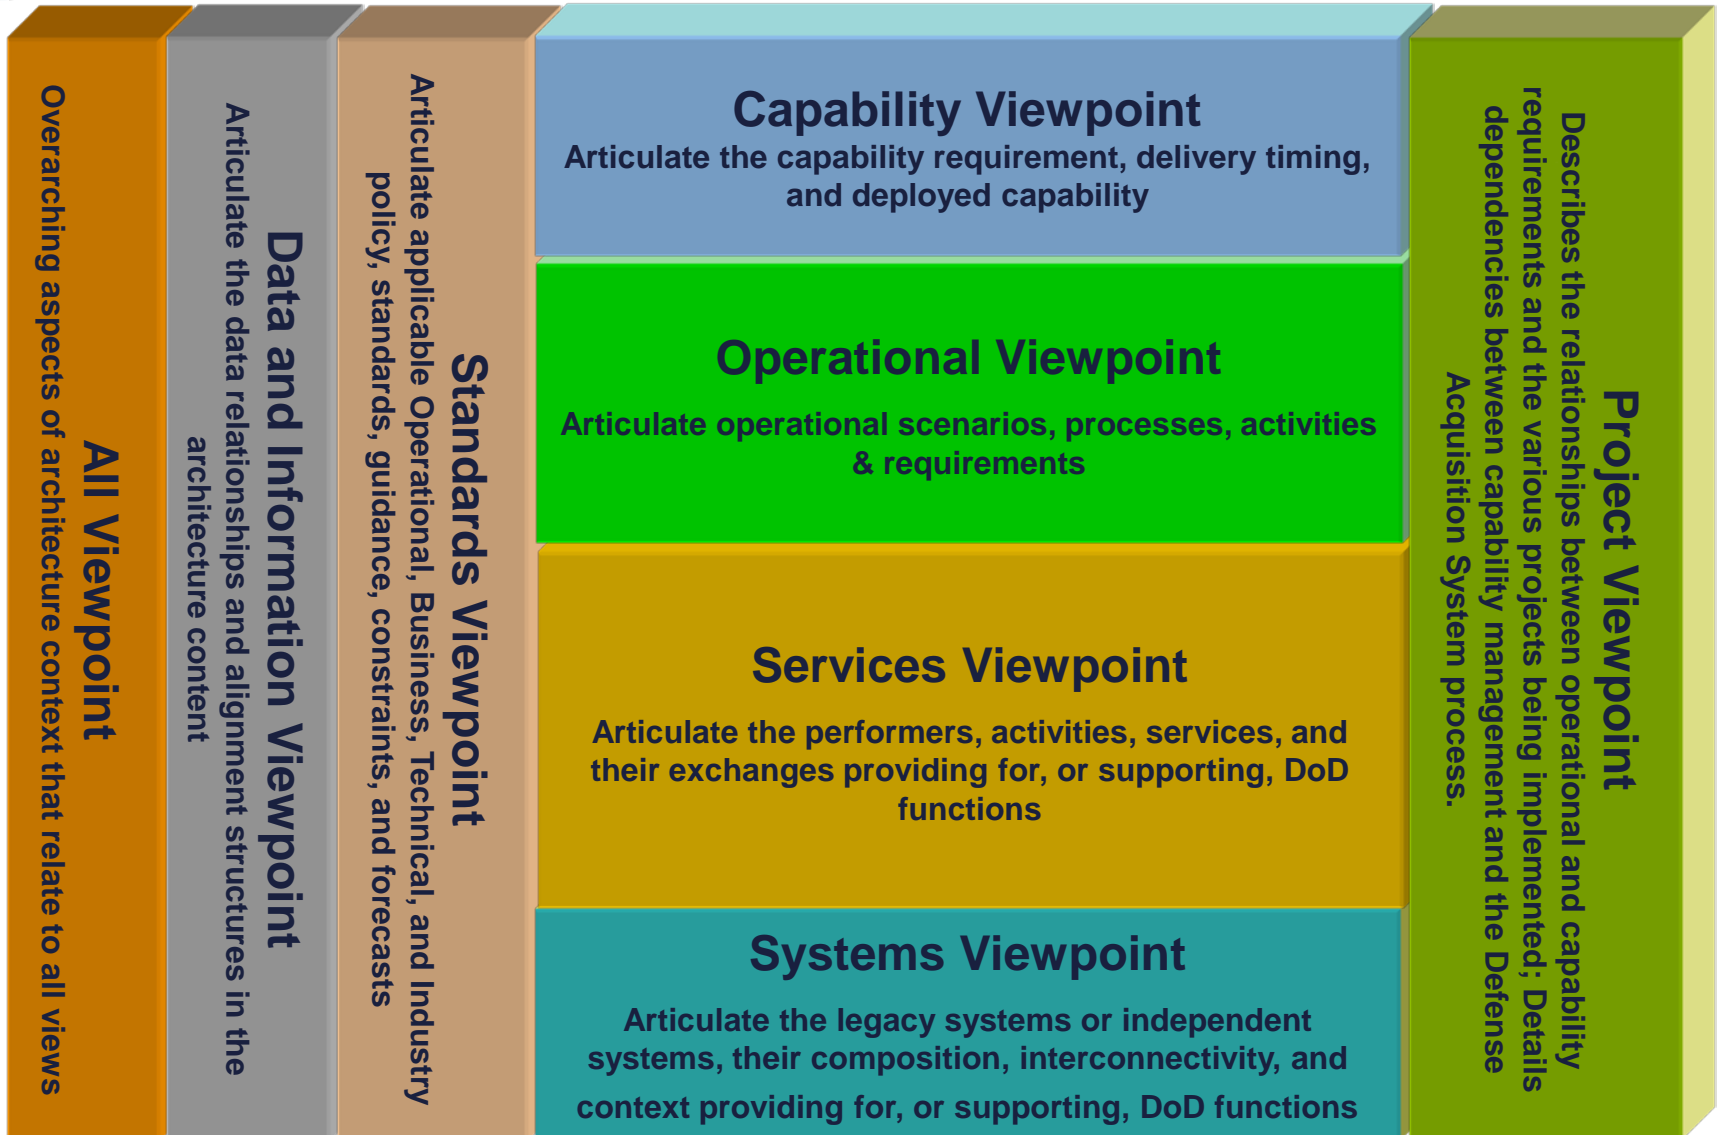 All Viewpoint
Overarching aspects of architecture context that relate to all views
Data and Information Viewpoint
Articulate the data relationships and alignment structures in the
architecture content
Standards Viewpoint
Articulate applicable Operational, Business, Technical, and Industry
policy, standards, guidance, constraints, and forecasts
Capability Viewpoint
Articulate the capability requirement, delivery timing,
and deployed capability
Operational Viewpoint
Articulate operational scenarios, processes, activities
& requirements
Services Viewpoint
Articulate the performers, activities, services, and
their exchanges providing for, or supporting, DoD
functions
Systems Viewpoint
Articulate the legacy systems or independent
systems, their composition, interconnectivity, and
context providing for, or supporting, DoD functions
Project Viewpoint
Describes the relationships between operational and capability
requirements and the various projects being implemented; Details
dependencies between capability management and the Defense
Acquisition System process.